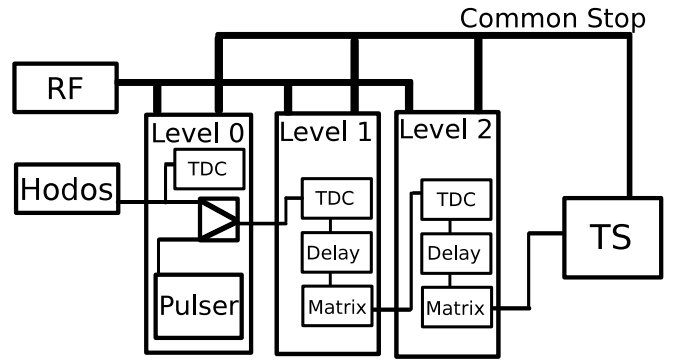 Common Stop
RF
Level 0
Level 1
Level 2
TDC
Hodos
TDC
TDC
TS
Delay
Delay
Pulser
Matrix
Matrix